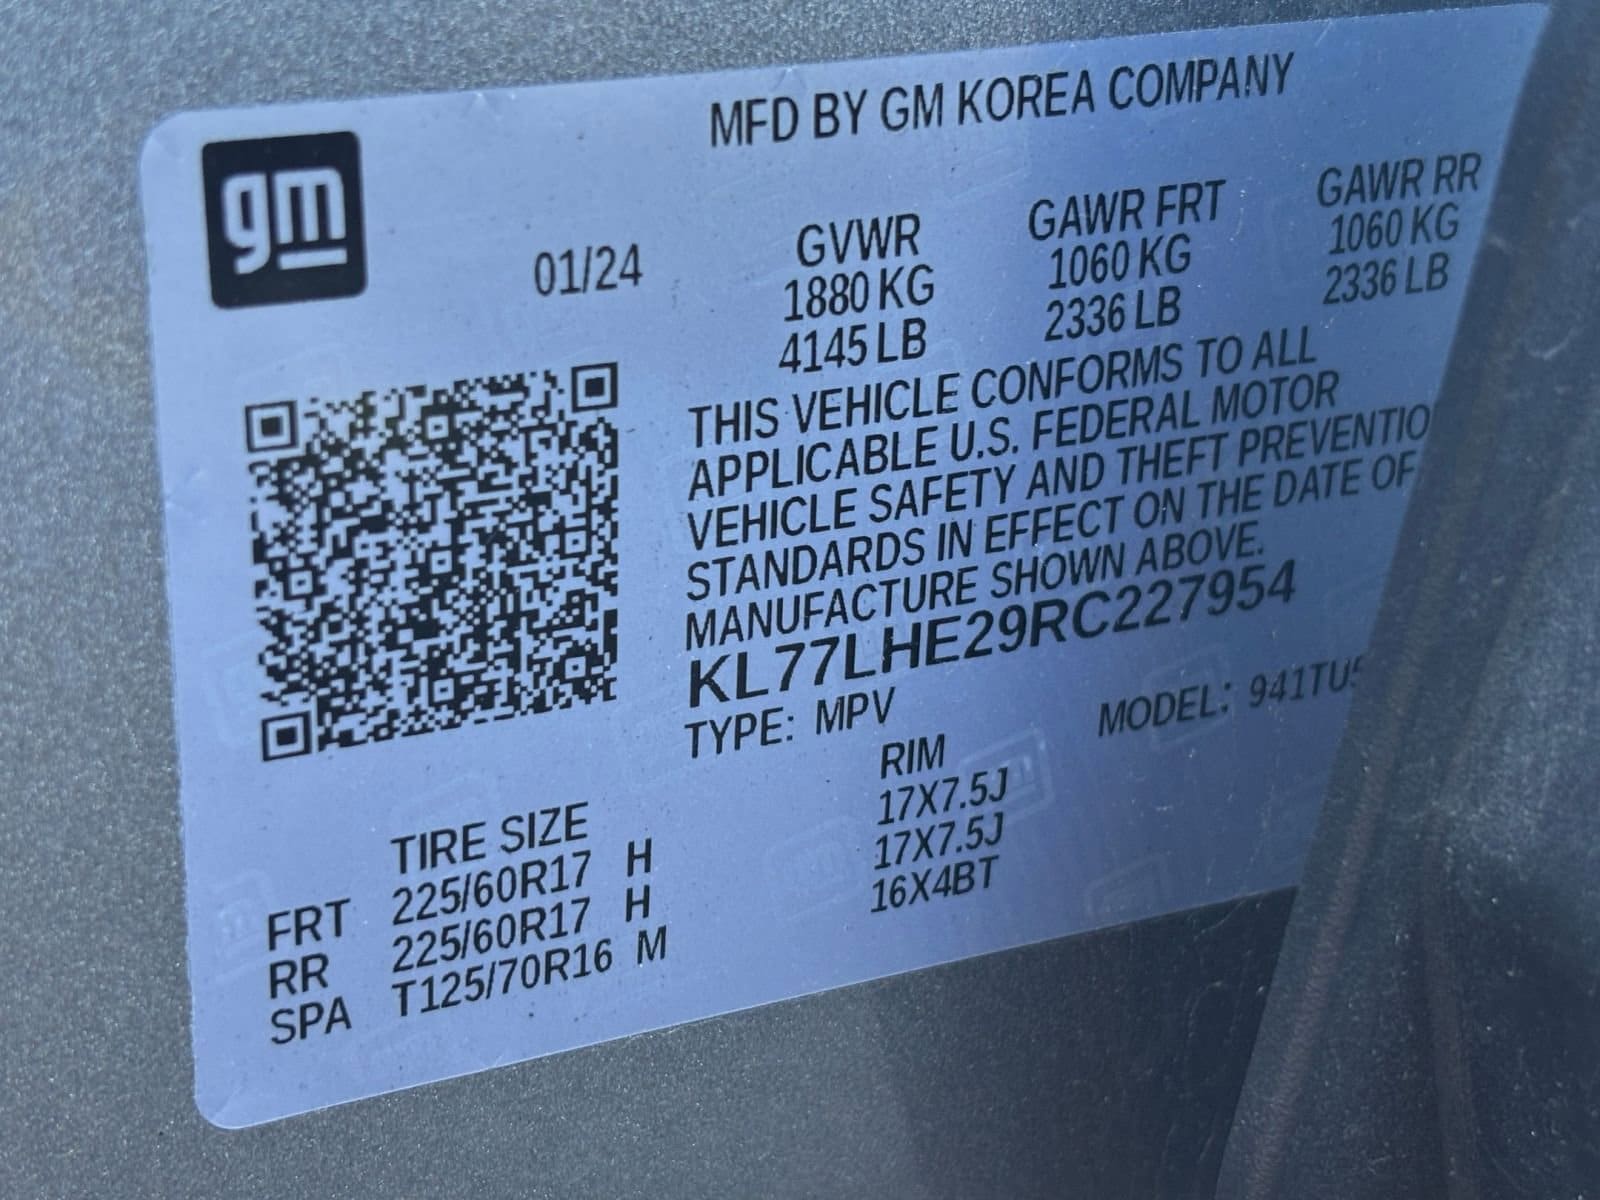 MFD BY GM KOREA COMPANY
gm
01/24
GVWR GAWR FRT GAWR RR
1880 KG 1060 KG 1060 KG
4145 LB 2336 LB 2336 LB
THIS VEHICLE CONFORMS TO ALL
APPLICABLE U.S. FEDERAL MOTOR
VEHICLE SAFETY AND THEFT PREVENTIO
STANDARDS IN EFFECT ON THE DATE OF
MANUFACTURE SHOWN ABOVE.
KL77LHE29RC227954
TYPE: MPV MODEL: 941TU5
TIRE SIZE RIM
FRT 225/60R17 H 17X7.5J
RR 225/60R17 H 17X7.5J
SPA T125/70R16 M 16X4BT